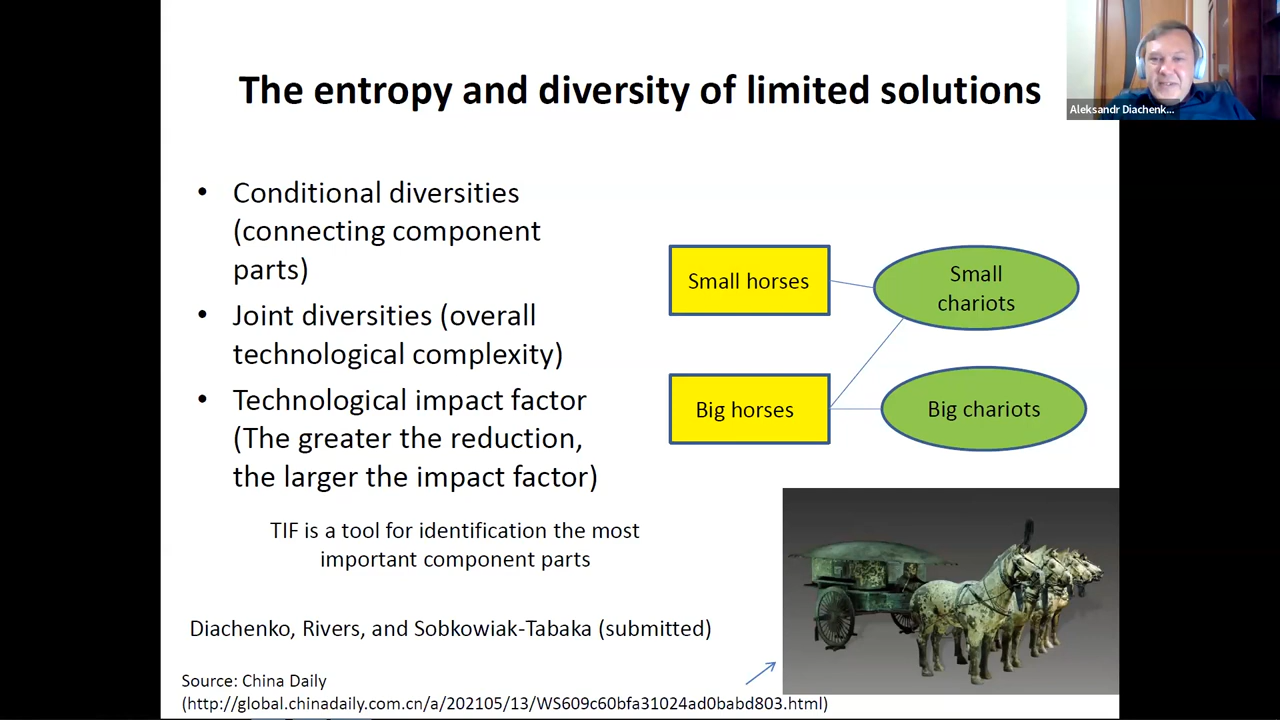 The entropy and diversity of limited solutions
Aleksandr Diachenk...
• Conditional diversities
(connecting component
parts)
• Joint diversities (overall
technological complexity)
• Technological impact factor
(The greater the reduction,
the larger the impact factor)
TIF is a tool for identification the most
important component parts
Small horses
Small
chariots
Big horses
Big chariots
Diachenko, Rivers, and Sobkowiak-Tabaka (submitted)
Source: China Daily
(http://global.chinadaily.com.cn/a/202105/13/WS609c60bfa31024ad0babd803.html)